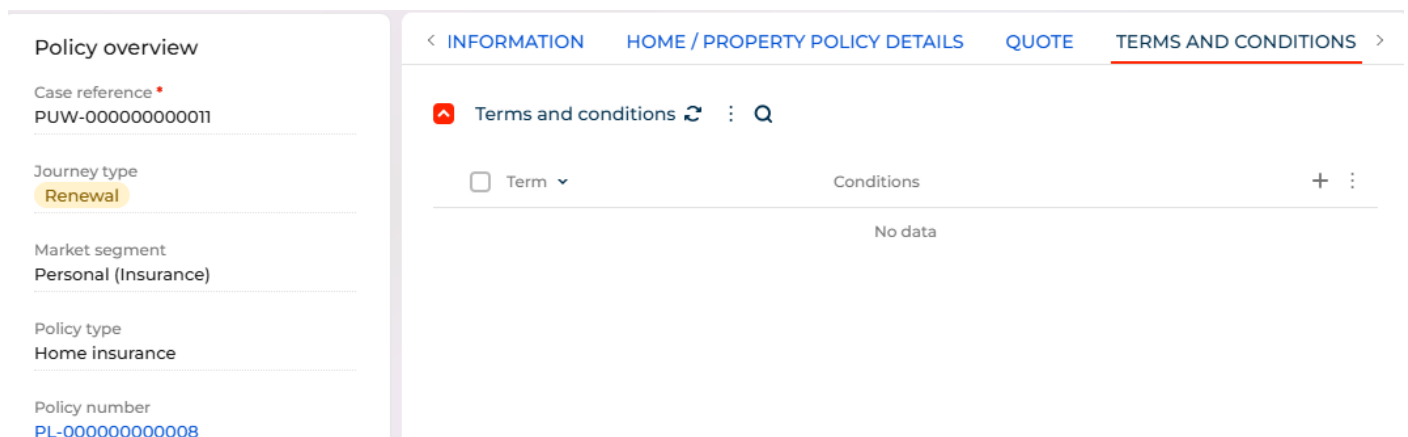 Policy overview
Case reference *
PUW-000000000011
Journey type
Renewal
Market segment
Personal (Insurance)
Policy type
Home insurance
Policy number
PL-000000000008
INFORMATION HOME / PROPERTY POLICY DETAILS QUOTE TERMS AND CONDITIONS
Terms and conditions
Term Conditions
No data